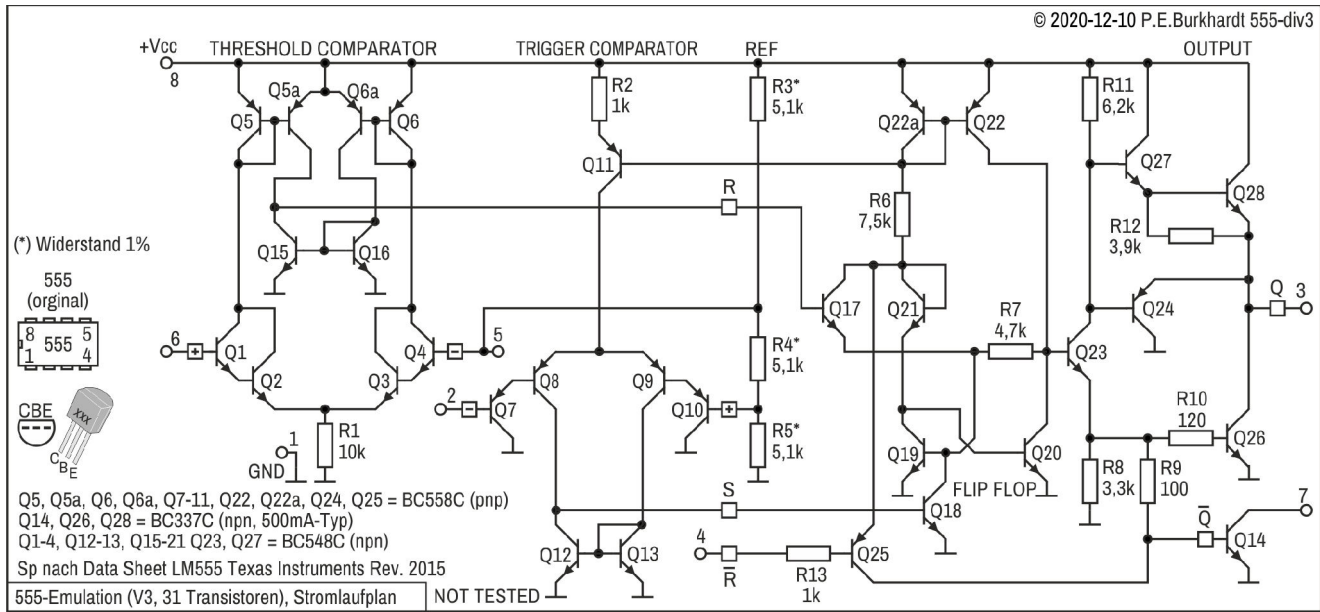 © 2020-12-10 P.E.Burkhardt 555-div3
+Vcc
8
THRESHOLD COMPARATOR
TRIGGER COMPARATOR
REF
OUTPUT
Q5a
Q6a
Q5
Q6
R2
1k
R3*
5,1k
Q22a
Q22
R11
6,2k
Q11
Q27
Q28
R
R6
7,5k
R12
3,9k
(*) Widerstand 1%
Q15
Q16
555
(orginal)
8
5
555
1
4
Q17
Q21
Q24
Q
3
6
+
Q1
Q4
-
5
R7
4,7k
Q23
R4*
5,1k
Q2
Q3
Q8
Q9
2
-
Q7
Q10
+
CBE
xxx
C
B
E
1
GND
R1
10k
R5*
5,1k
R10
120
Q26
Q19
Q20
R8
3,3k
R9
100
FLIP FLOP
Q5, Q5a, Q6, Q6a, Q7-11, Q22, Q22a, Q24, Q25 = BC558C (pnp)
Q14, Q26, Q28 = BC337C (npn, 500mA-Typ)
Q1-4, Q12-13, Q15-21 Q23, Q27 = BC548C (npn)
Sp nach Data Sheet LM555 Texas Instruments Rev. 2015
S
Q18
7
Q̅
Q14
Q12
Q13
4
R̅
R13
1k
Q25
555-Emulation (V3, 31 Transistoren), Stromlaufplan
NOT TESTED